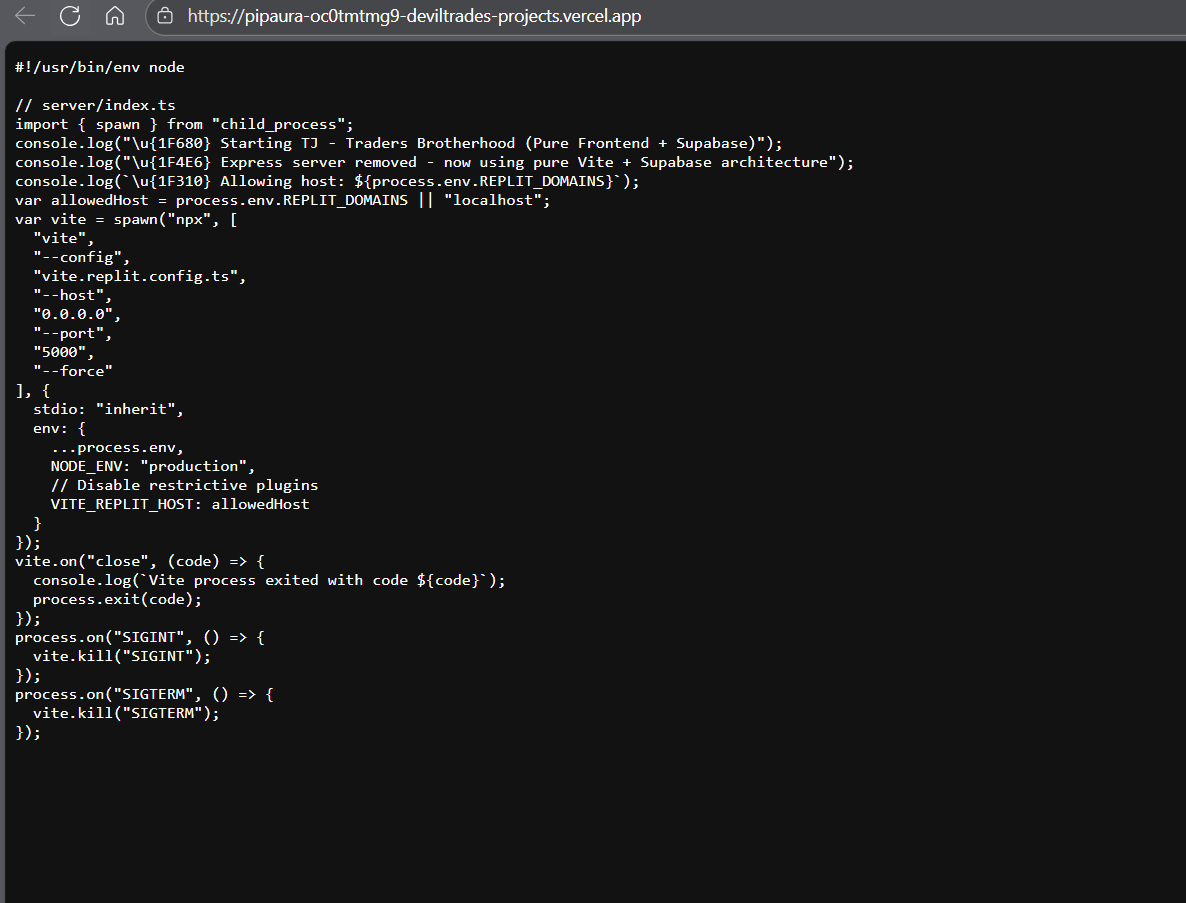 https://pipaura-oc0tmtmg9-deviltrades-projects.vercel.app
#!/usr/bin/env node
// server/index.ts
import { spawn } from "child_process";
console.log("\u{1F680} Starting TJ - Traders Brotherhood (Pure Frontend + Supabase)");
console.log("\u{1F4E6} Express server removed - now using pure Vite + Supabase architecture");
console.log(`\u{1F310} Allowing host: ${process.env.REPLIT_DOMAINS}`);
var allowedHost = process.env.REPLIT_DOMAINS || "localhost";
var vite = spawn("npx", [
  "vite",
  "--config",
  "vite.replit.config.ts",
  "--host",
  "0.0.0.0",
  "--port",
  "5000",
  "--force"
], {
  stdio: "inherit",
  env: {
    ...process.env,
    NODE_ENV: "production",
    // Disable restrictive plugins
    VITE_REPLIT_HOST: allowedHost
  }
});
vite.on("close", (code) => {
  console.log(`Vite process exited with code ${code}`);
  process.exit(code);
});
process.on("SIGINT", () => {
  vite.kill("SIGINT");
});
process.on("SIGTERM", () => {
  vite.kill("SIGTERM");
});